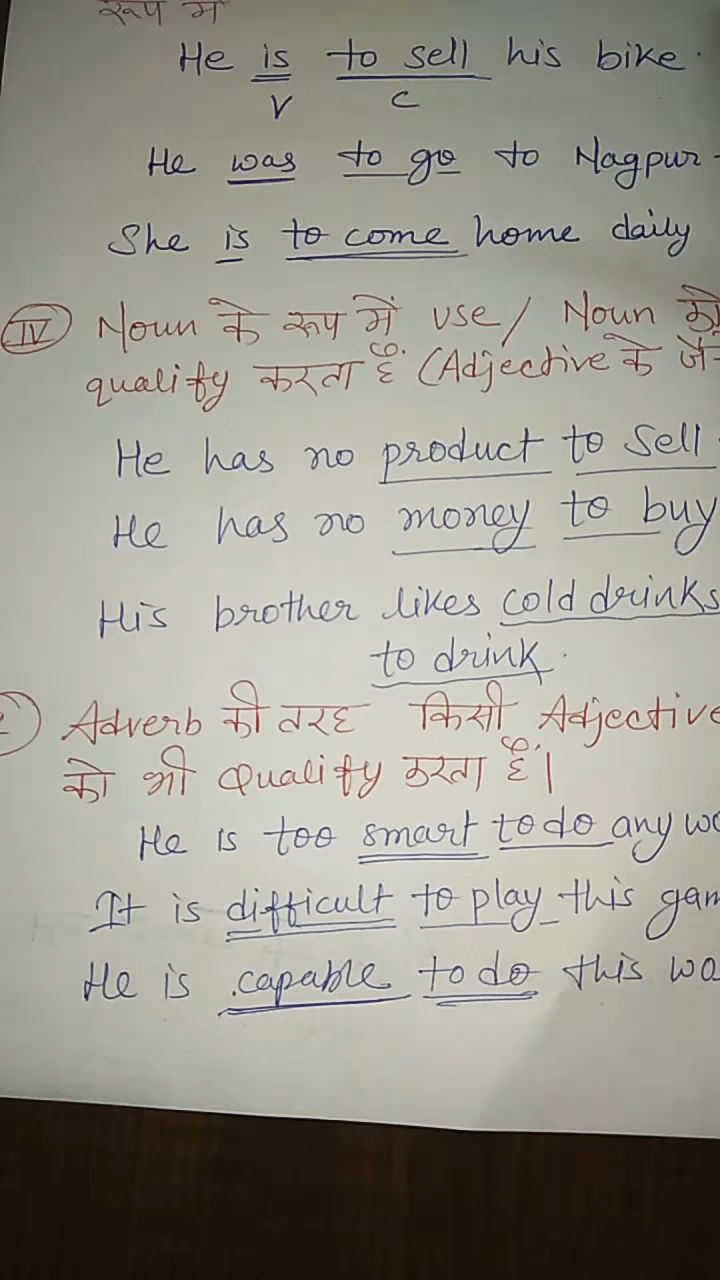 रूप में
He is to sell his bike.
V C
He was to go to Nagpur.
She is to come home daily
IV Noun के रूप में use/ Noun को
qualify करता है. (Adjective के जै
He has no product to sell.
He has no money to buy
His brother likes cold drinks
to drink.
Adverb की तरह किसी Adjective
को भी Qualify करता है।
He is too smart to do any wo
It is difficult to play this gam
He is capable to do this wo